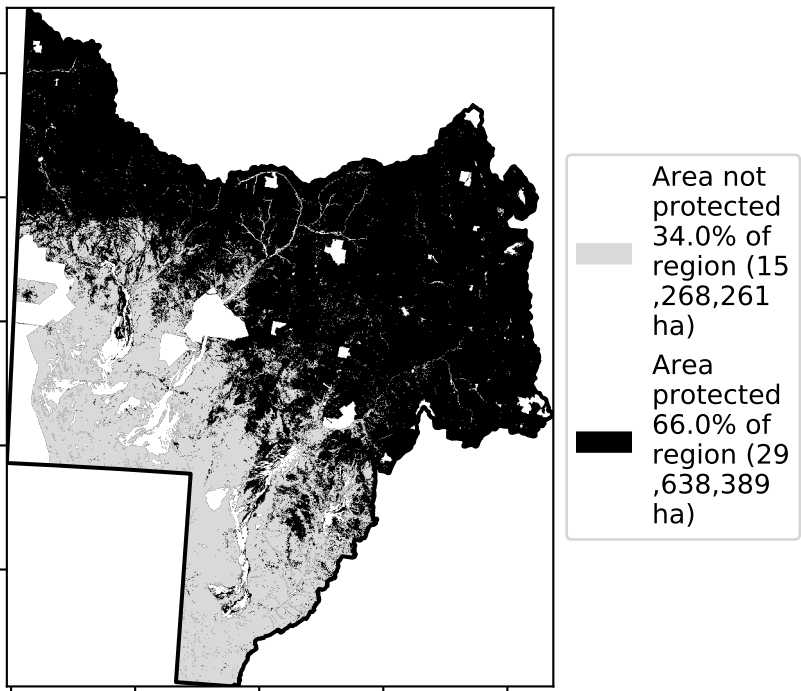 Area not
protected
34.0% of
region (15
,268,261
ha)
Area
protected
66.0% of
region (29
,638,389
ha)